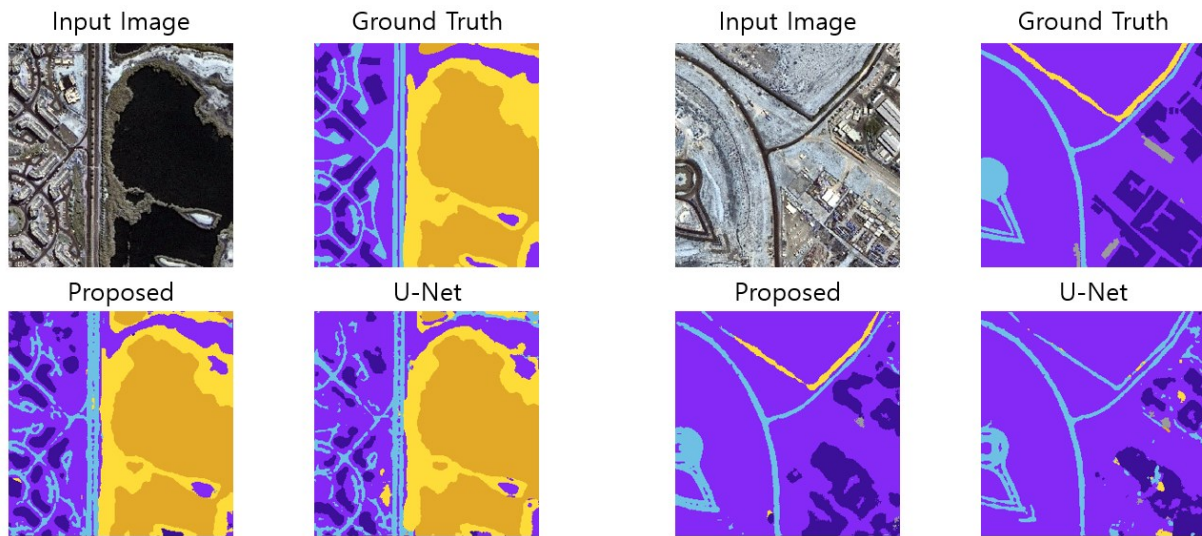 Input Image
Ground Truth
Input Image
Ground Truth
Proposed
U-Net
Proposed
U-Net